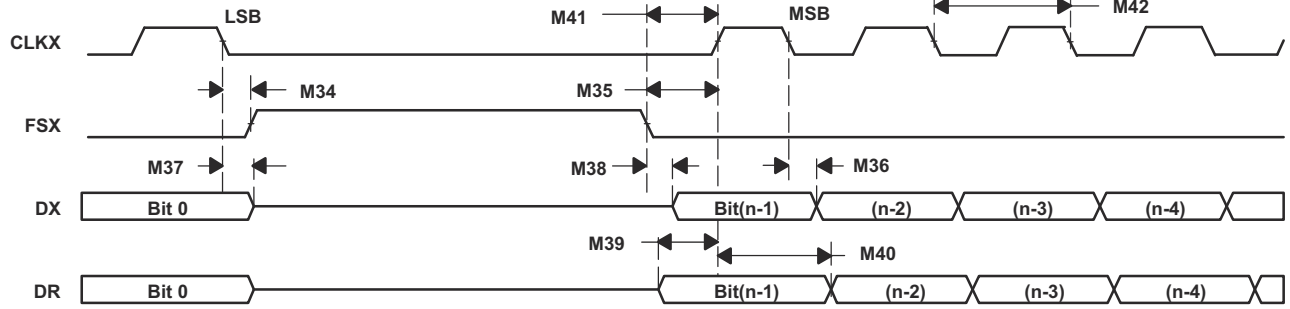 LSB M41 MSB M42
CLKX
M34 M35
FSX
M37 M38 M36
DX Bit 0 Bit(n-1) (n-2) (n-3) (n-4)
M39 M40
DR Bit 0 Bit(n-1) (n-2) (n-3) (n-4)